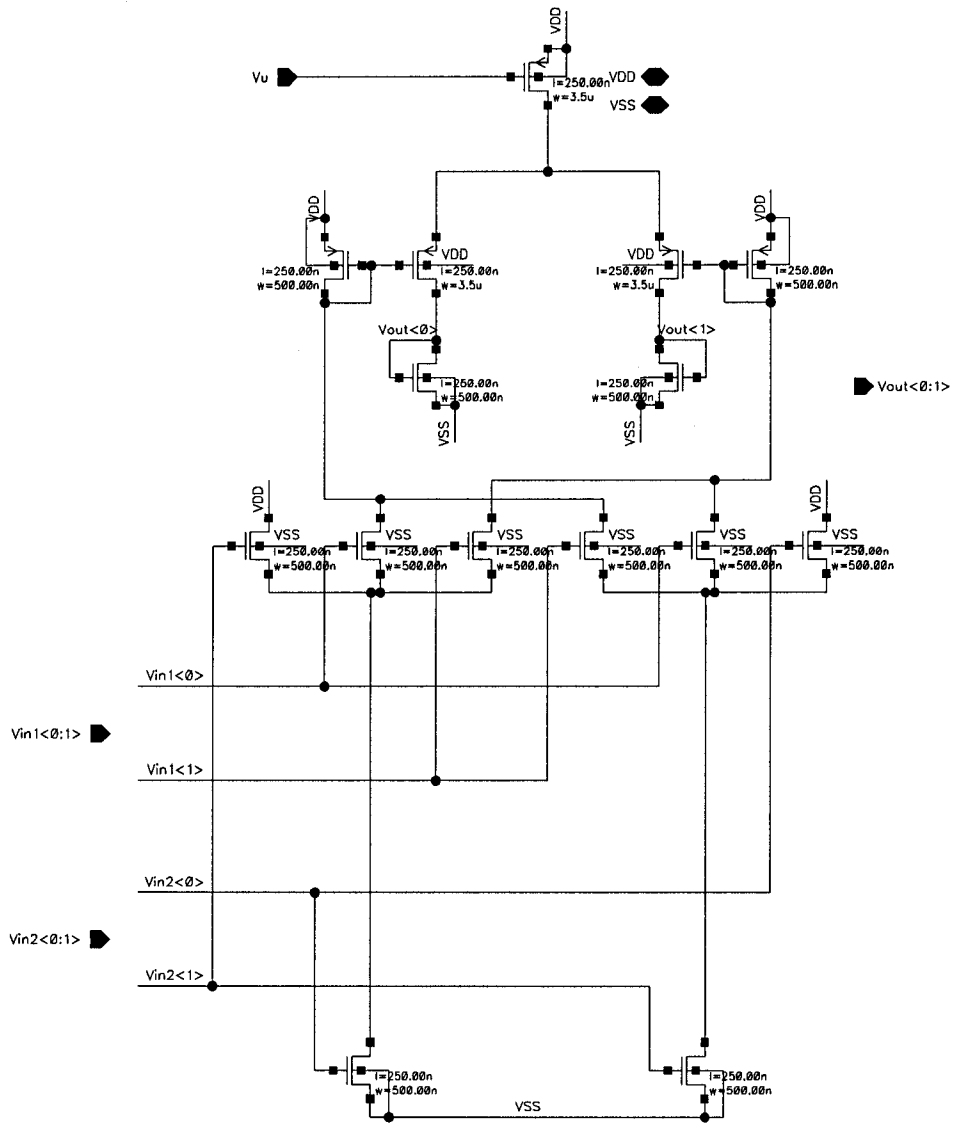 VDD
Vu
l=250.00n
w=3.5u
VDD
VSS
VDD
VDD
VDD
VDD
l=250.00n
w=500.00n
l=250.00n
w=3.5u
l=250.00n
w=3.5u
l=250.00n
w=500.00n
Vout<0>
Vout<1>
l=250.00n
w=500.00n
l=250.00n
w=500.00n
Vout<0:1>
VSS
VSS
VDD
VDD
VSS
VSS
VSS
VSS
l=250.00n
w=500.00n
l=250.00n
w=500.00n
l=250.00n
w=500.00n
l=250.00n
w=500.00n
l=250.00n
w=500.00n
l=250.00n
w=500.00n
Vin1<0>
Vin1<0:1>
Vin1<1>
Vin2<0>
Vin2<0:1>
Vin2<1>
l=250.00n
w=500.00n
l=250.00n
w=500.00n
VSS